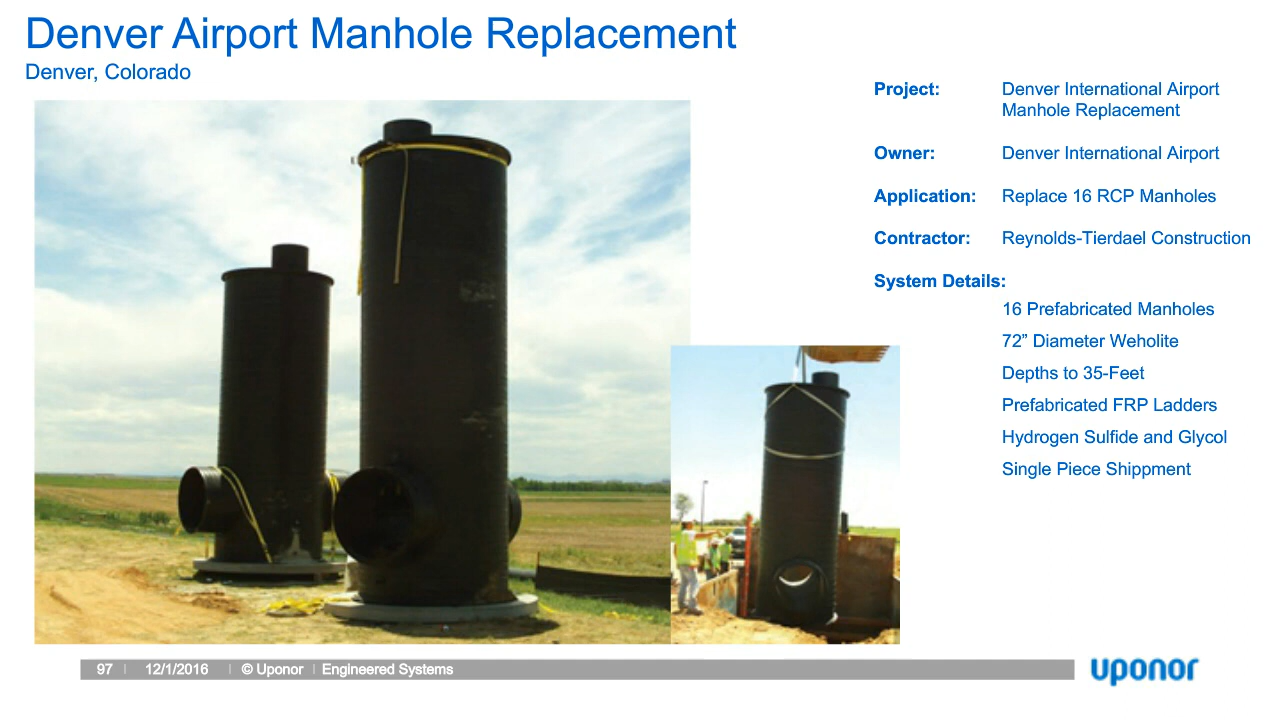 Denver Airport Manhole Replacement
Denver, Colorado
Project: Denver International Airport
Manhole Replacement
Owner: Denver International Airport
Application: Replace 16 RCP Manholes
Contractor: Reynolds-Tierdael Construction
System Details:
16 Prefabricated Manholes
72” Diameter Weholite
Depths to 35-Feet
Prefabricated FRP Ladders
Hydrogen Sulfide and Glycol
Single Piece Shippment
97 | 12/1/2016 | © Uponor | Engineered Systems
uponor